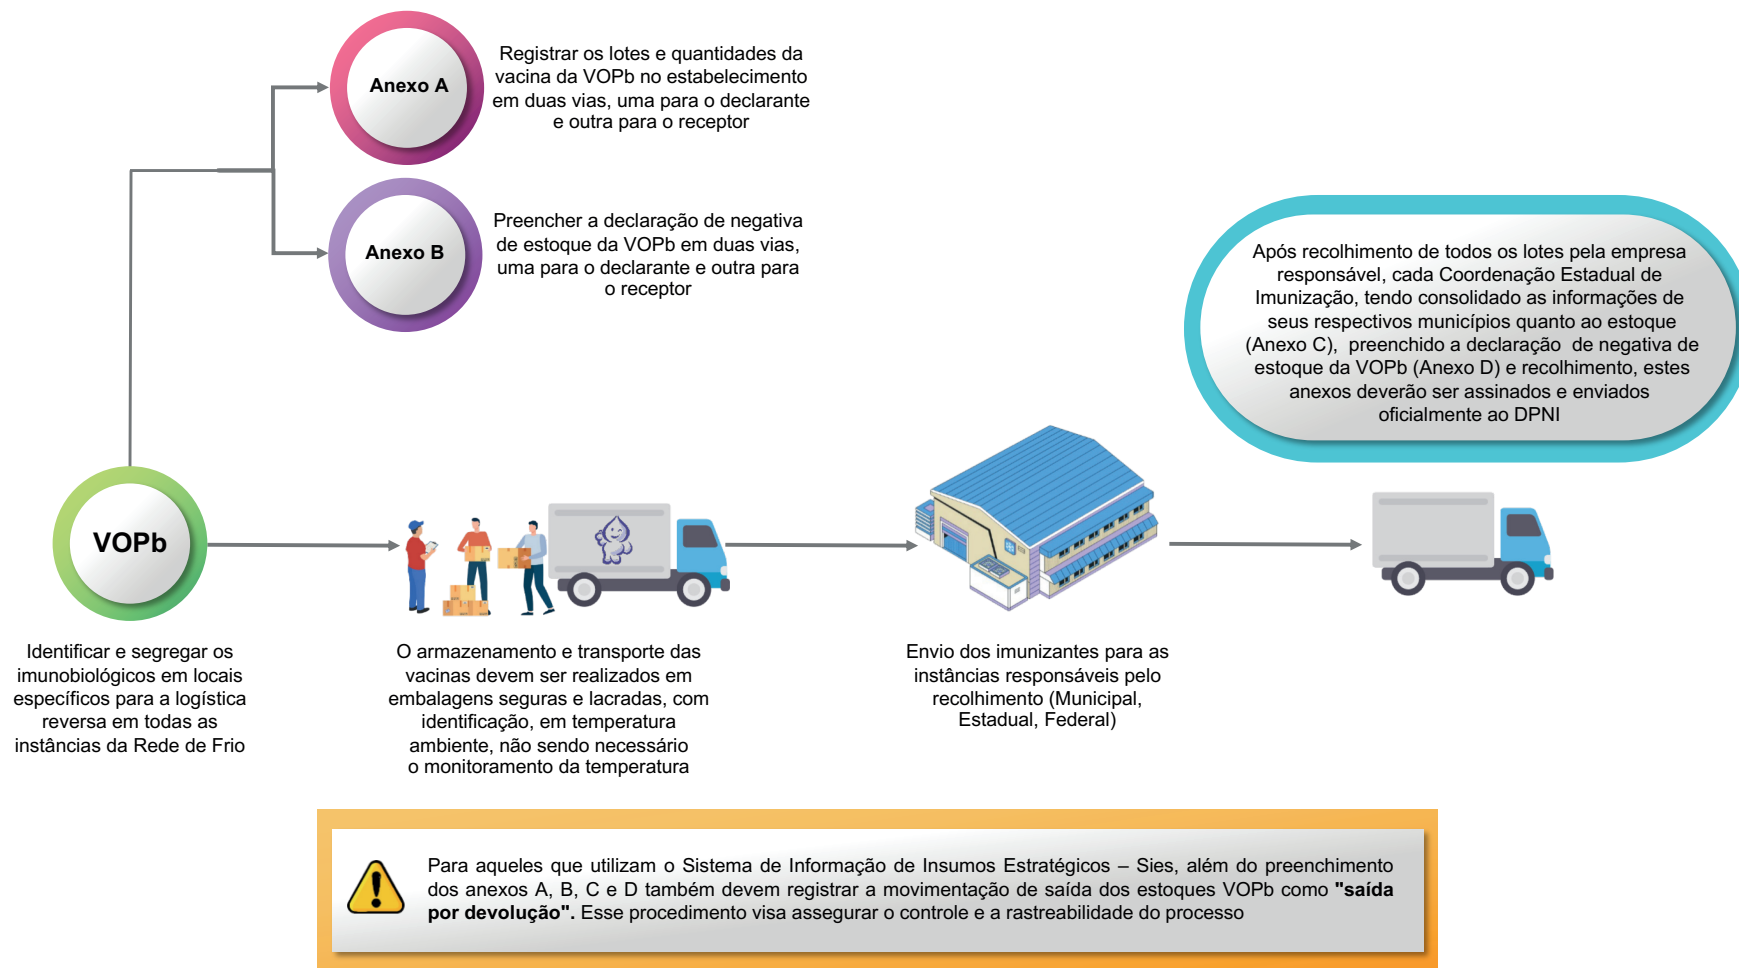 Anexo A
Registrar os lotes e quantidades da
vacina da VOPb no estabelecimento
em duas vias, uma para o declarante
e outra para o receptor
Anexo B
Preencher a declaração de negativa
de estoque da VOPb em duas vias,
uma para o declarante e outra para
o receptor
Após recolhimento de todos os lotes pela empresa
responsável, cada Coordenação Estadual de
Imunização, tendo consolidado as informações de
seus respectivos municípios quanto ao estoque
(Anexo C), preenchido a declaração de negativa de
estoque da VOPb (Anexo D) e recolhimento, estes
anexos deverão ser assinados e enviados
oficialmente ao DPNI
VOPb
Identificar e segregar os
imunobiológicos em locais
específicos para a logística
reversa em todas as
instâncias da Rede de Frio
O armazenamento e transporte das
vacinas devem ser realizados em
embalagens seguras e lacradas, com
identificação, em temperatura
ambiente, não sendo necessário
o monitoramento da temperatura
Envio dos imunizantes para as
instâncias responsáveis pelo
recolhimento (Municipal,
Estadual, Federal)
Para aqueles que utilizam o Sistema de Informação de Insumos Estratégicos – Sies, além do preenchimento
dos anexos A, B, C e D também devem registrar a movimentação de saída dos estoques VOPb como "saída
por devolução". Esse procedimento visa assegurar o controle e a rastreabilidade do processo